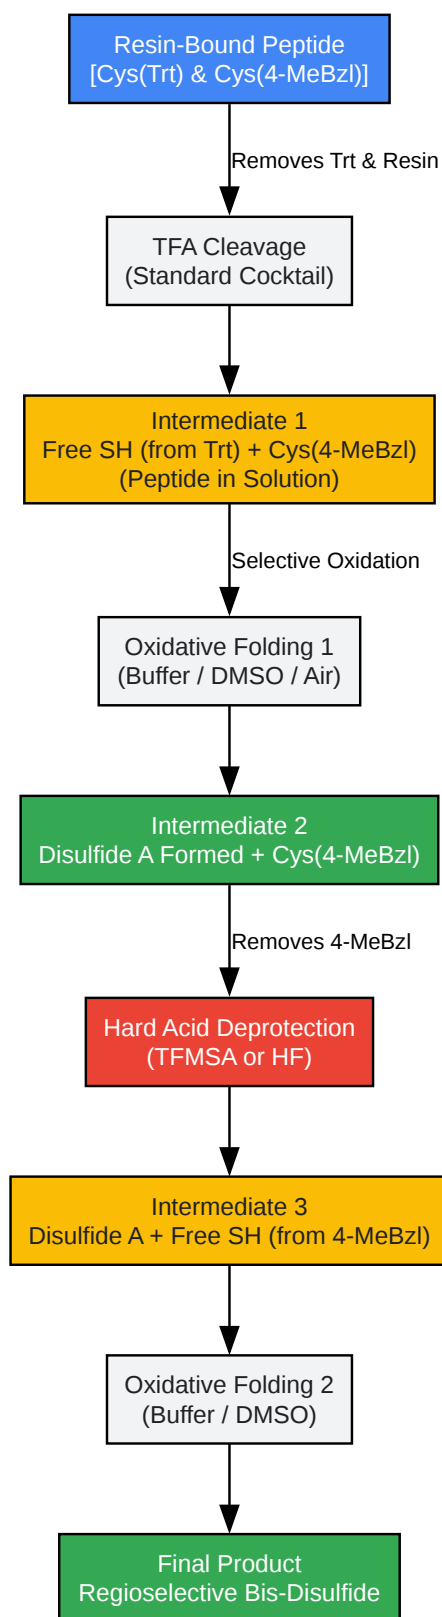 Resin-Bound Peptide
[Cys(Trt) & Cys(4-MeBzl)]
Removes Trt & Resin
TFA Cleavage
(Standard Cocktail)
Intermediate 1
Free SH (from Trt) + Cys(4-MeBzl)
(Peptide in Solution)
Selective Oxidation
Oxidative Folding 1
(Buffer / DMSO / Air)
Intermediate 2
Disulfide A Formed + Cys(4-MeBzl)
Removes 4-MeBzl
Hard Acid Deprotection
(TFMSA or HF)
Intermediate 3
Disulfide A + Free SH (from 4-MeBzl)
Oxidative Folding 2
(Buffer / DMSO)
Final Product
Regioselective Bis-Disulfide